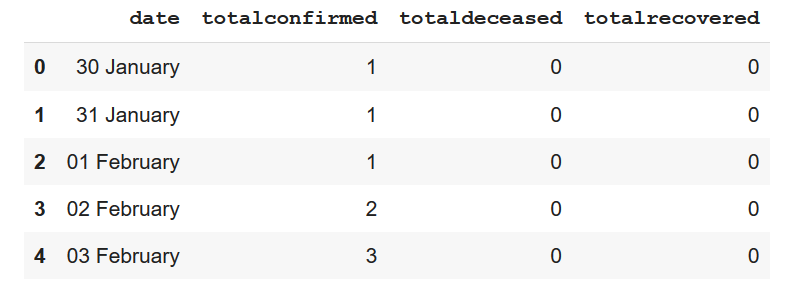 date totalconfirmed totaldeceased totalrecovered
0 30 January 1 0 0
1 31 January 1 0 0
2 01 February 1 0 0
3 02 February 2 0 0
4 03 February 3 0 0